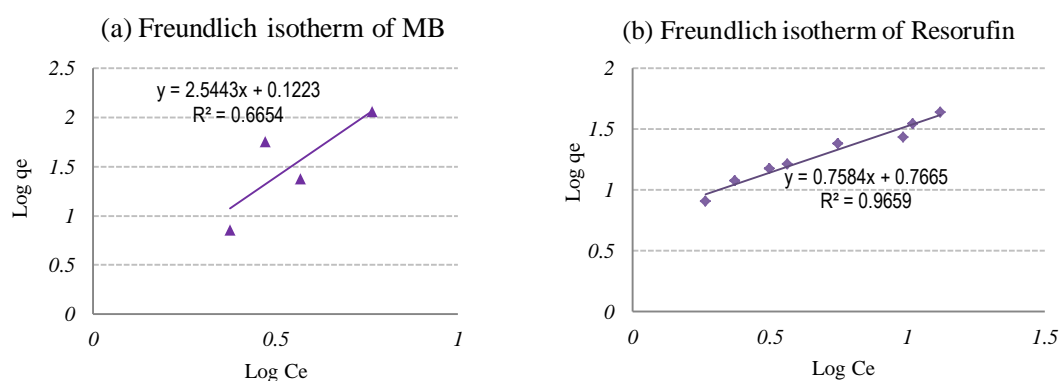 (a) Freundlich isotherm of MB
2.5
y = 2.5443x + 0.1223
R² = 0.6654
2
1.5
1
0.5
0
Log qe
0 0.5 1
Log Ce
(b) Freundlich isotherm of Resorufin
2
1.5
y = 0.7584x + 0.7665
R² = 0.9659
1
0.5
0
Log qe
0 0.5 1 1.5
Log Ce